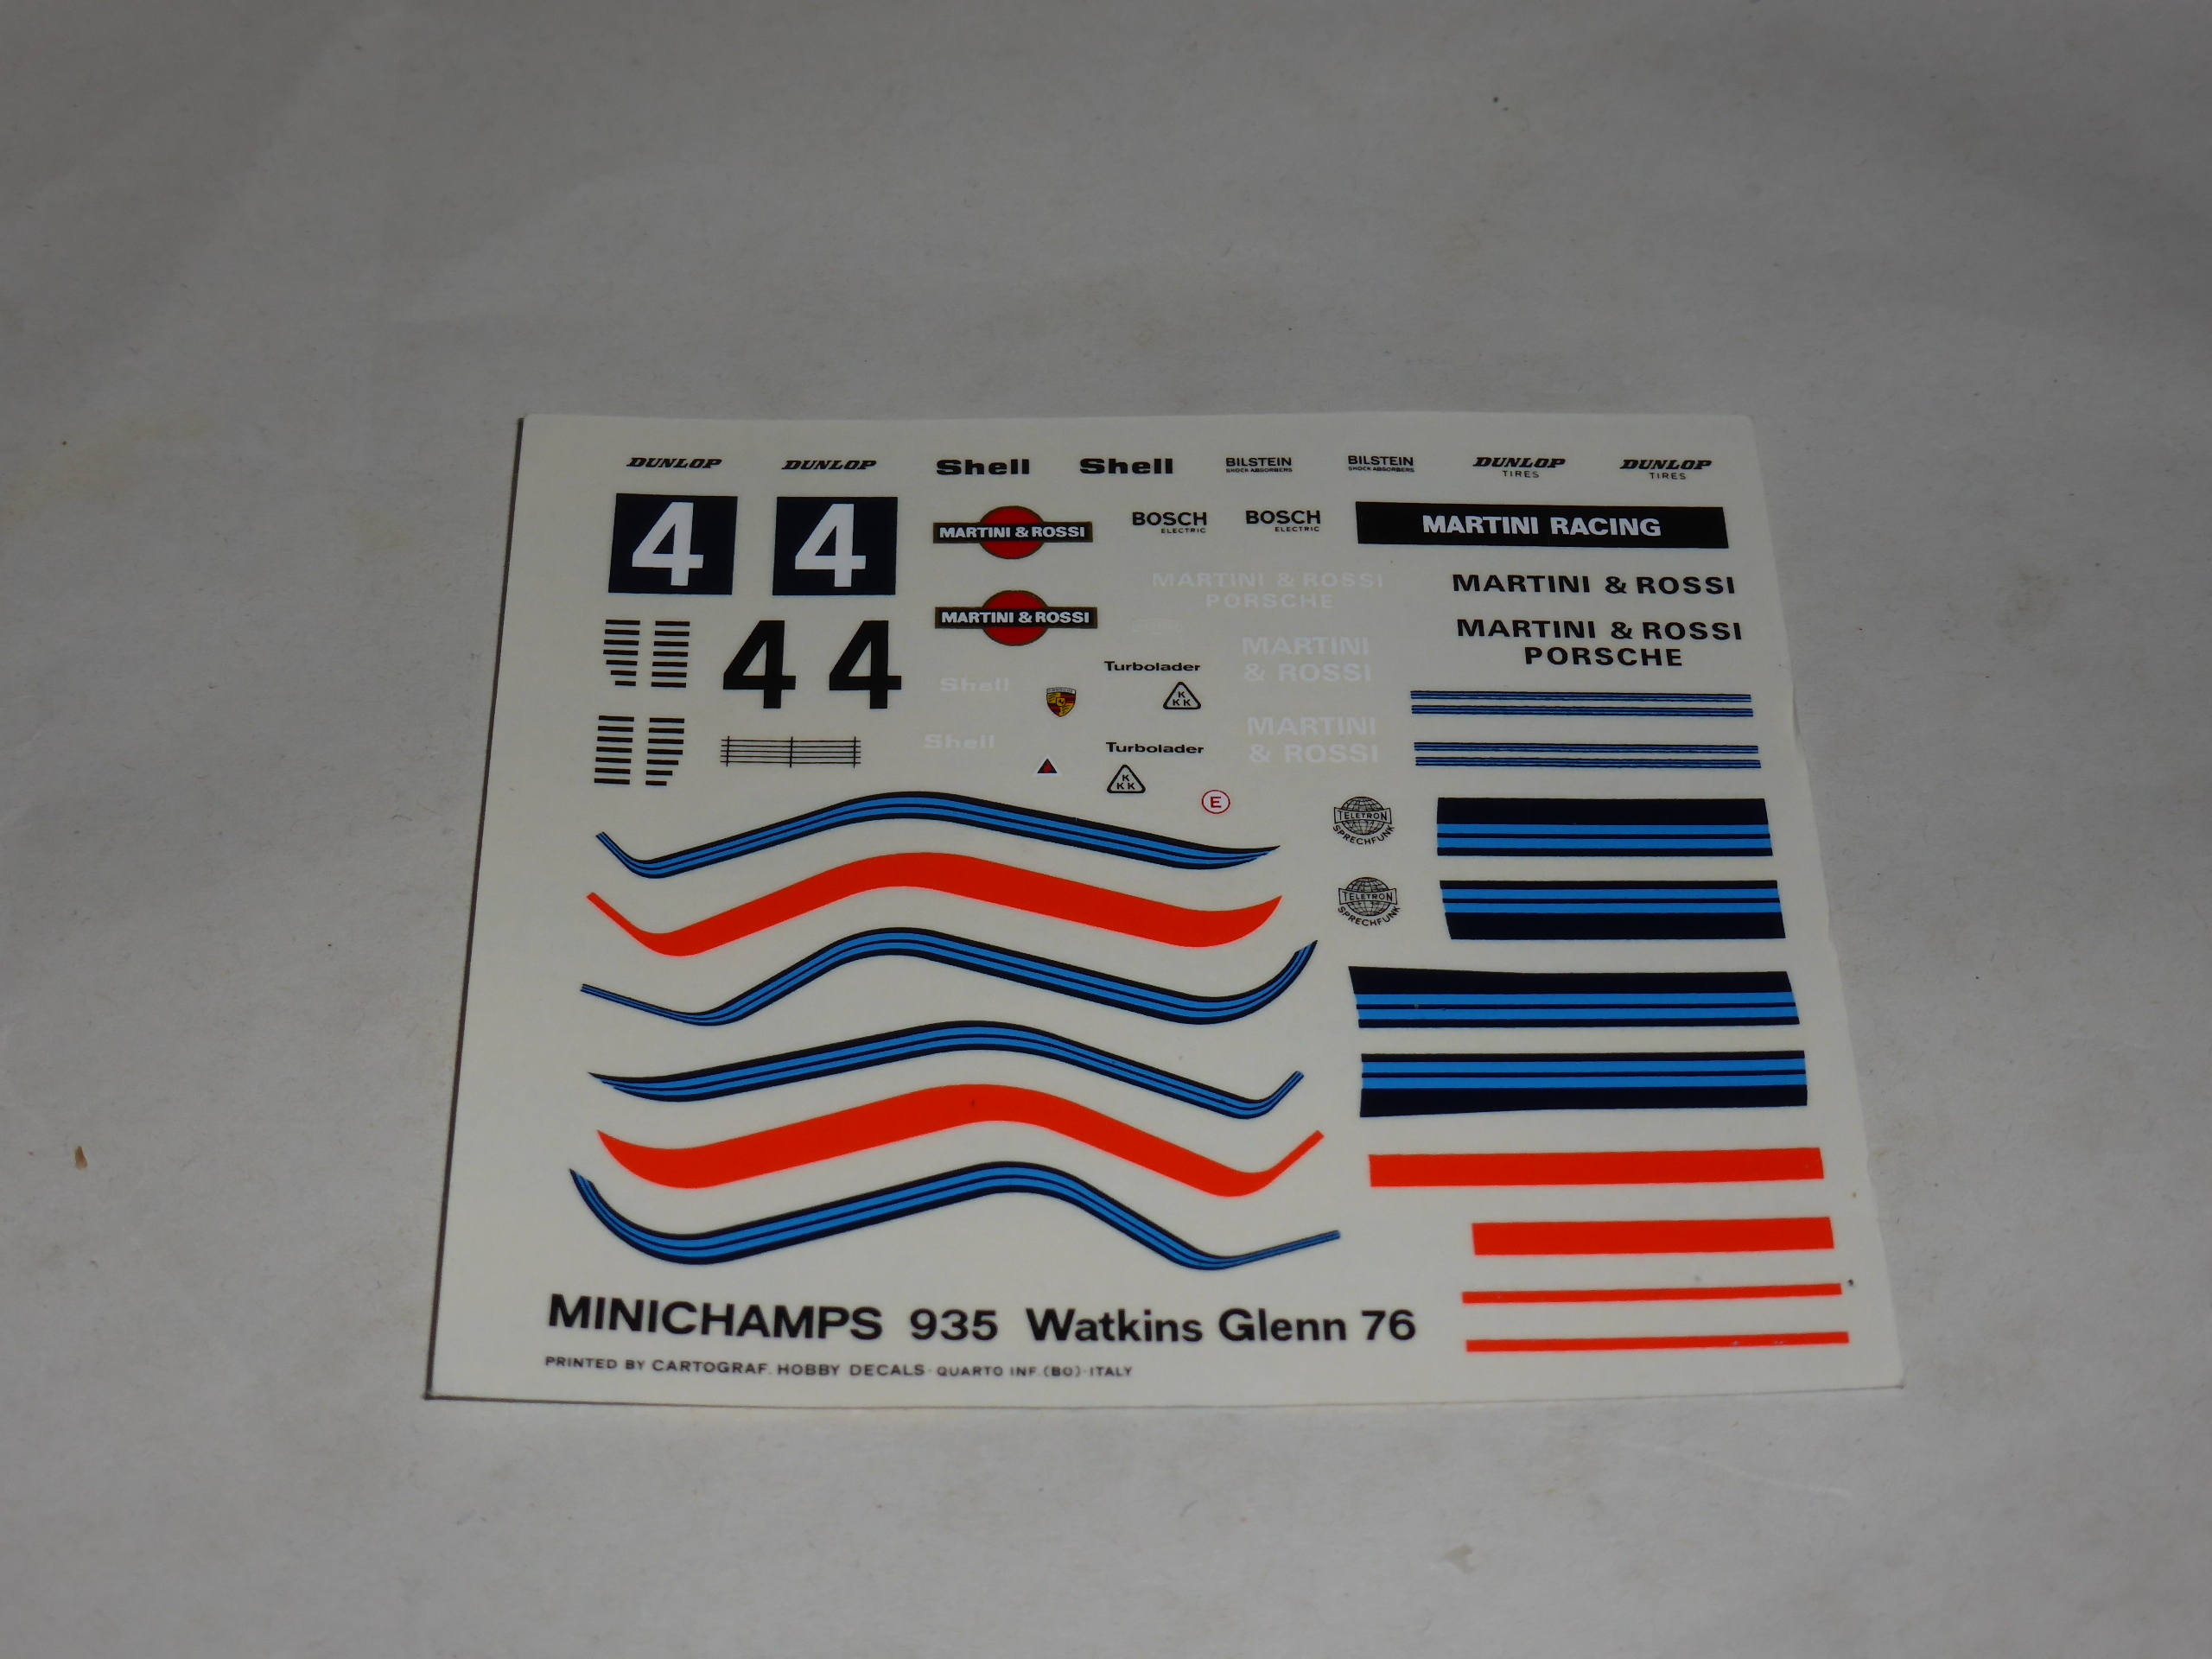 DUNLOP
DUNLOP
Shell
Shell
BILSTEIN
SHOCK ABSORBERS
BILSTEIN
SHOCK ABSORBERS
DUNLOP
TIRES
DUNLOP
TIRES
4
4
MARTINI & ROSSI
BOSCH
ELECTRIC
BOSCH
ELECTRIC
MARTINI RACING
MARTINI & ROSSI
PORSCHE
MARTINI & ROSSI
MARTINI & ROSSI
MARTINI & ROSSI
PORSCHE
4
4
MARTINI
& ROSSI
Turbolader
K
KK
Shell
MARTINI
& ROSSI
Shell
Turbolader
K
KK
E
TELETRON
SPRECHFUNK
TELETRON
SPRECHFUNK
MINICHAMPS 935 Watkins Glenn 76
PRINTED BY CARTOGRAF. HOBBY DECALS · QUARTO INF. (BO) · ITALY